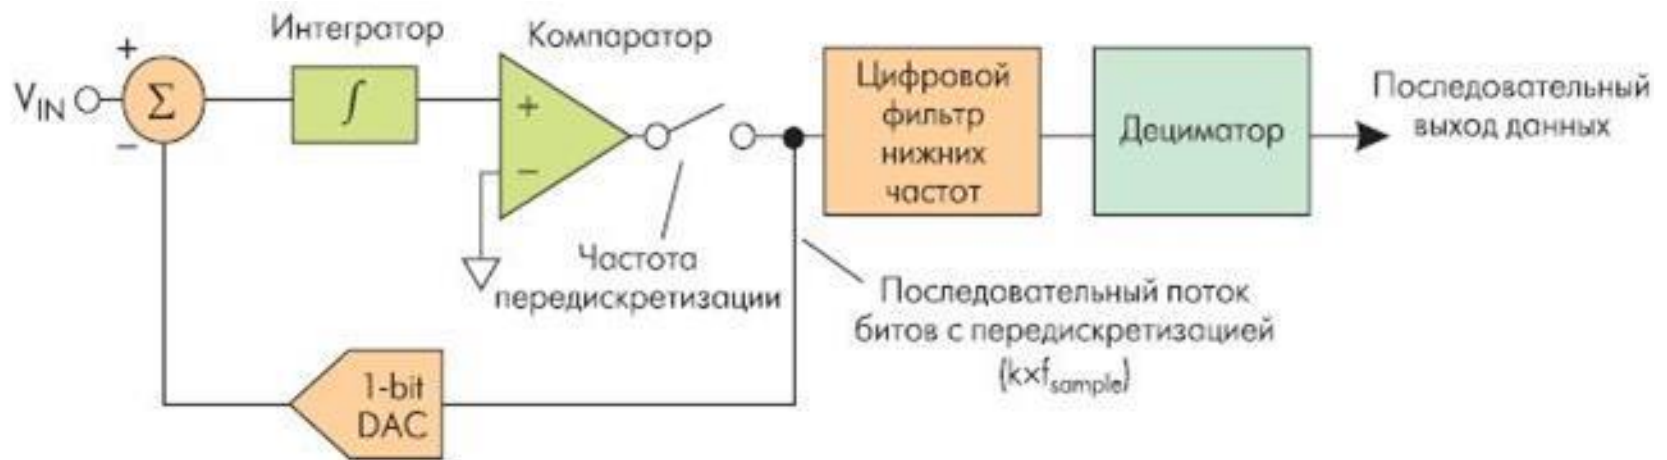 Интегратор
Компаратор
+
V_IN
Σ
−
∫
+
−
Цифровой
фильтр
нижних
частот
Дециматор
Последовательный
выход данных
Частота
передискретизации
Последовательный поток
битов с передискретизацией
(k×f_sample)
1-bit
DAC